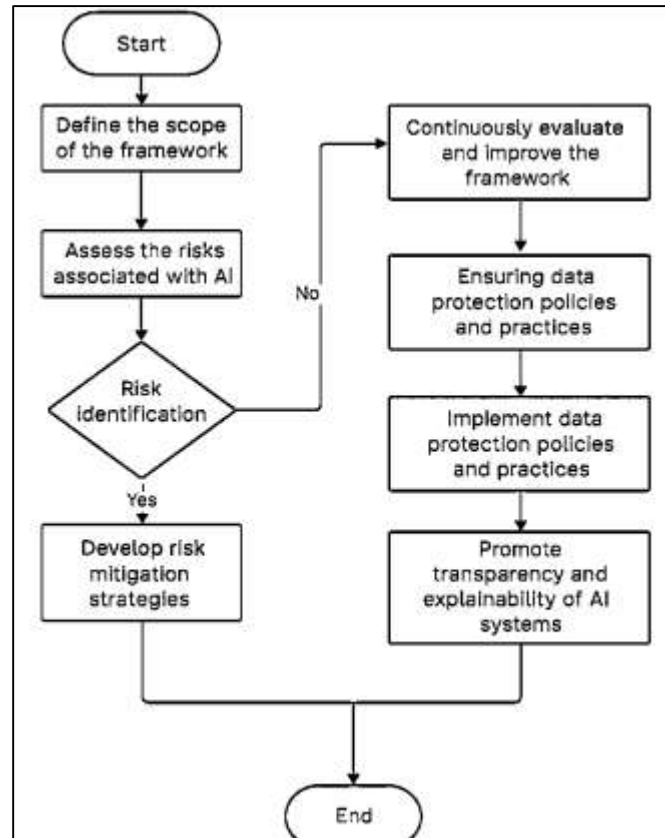 Start
Define the scope
of the framework
Assess the risks
associated with AI
Risk
identification
Yes
Develop risk
mitigation
strategies
No
Continuously evaluate
and improve the
framework
Ensuring data
protection policies
and practices
Implement data
protection policies
and practices
Promote
transparency and
explainability of AI
systems
End